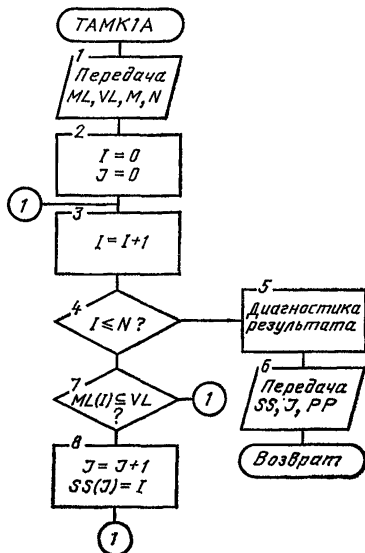 ТАМК1А
1
Передача
ML, VL, M, N
2
I = 0
J = 0
1
3
I = I+1
4
I ≤ N ?
5
Диагностика
результата
6
Передача
SS, J, PP
Возврат
7
ML(I) ⊆ VL
?
1
8
J = J+1
SS(J) = I
1